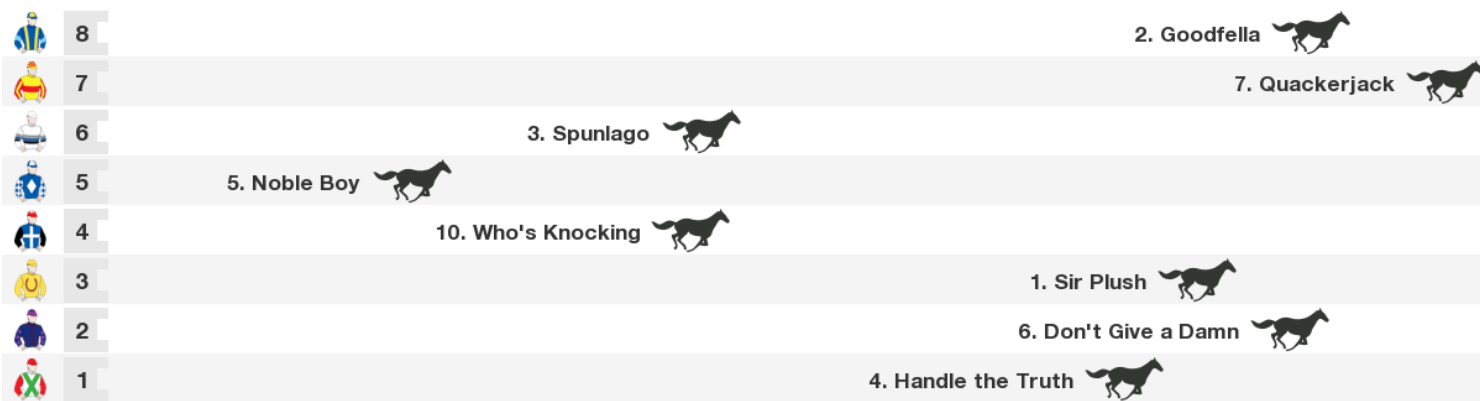 8 2. Goodfella
7 7. Quackerjack
6 3. Spunlago
5 5. Noble Boy
4 10. Who's Knocking
3 1. Sir Plush
2 6. Don't Give a Damn
1 4. Handle the Truth